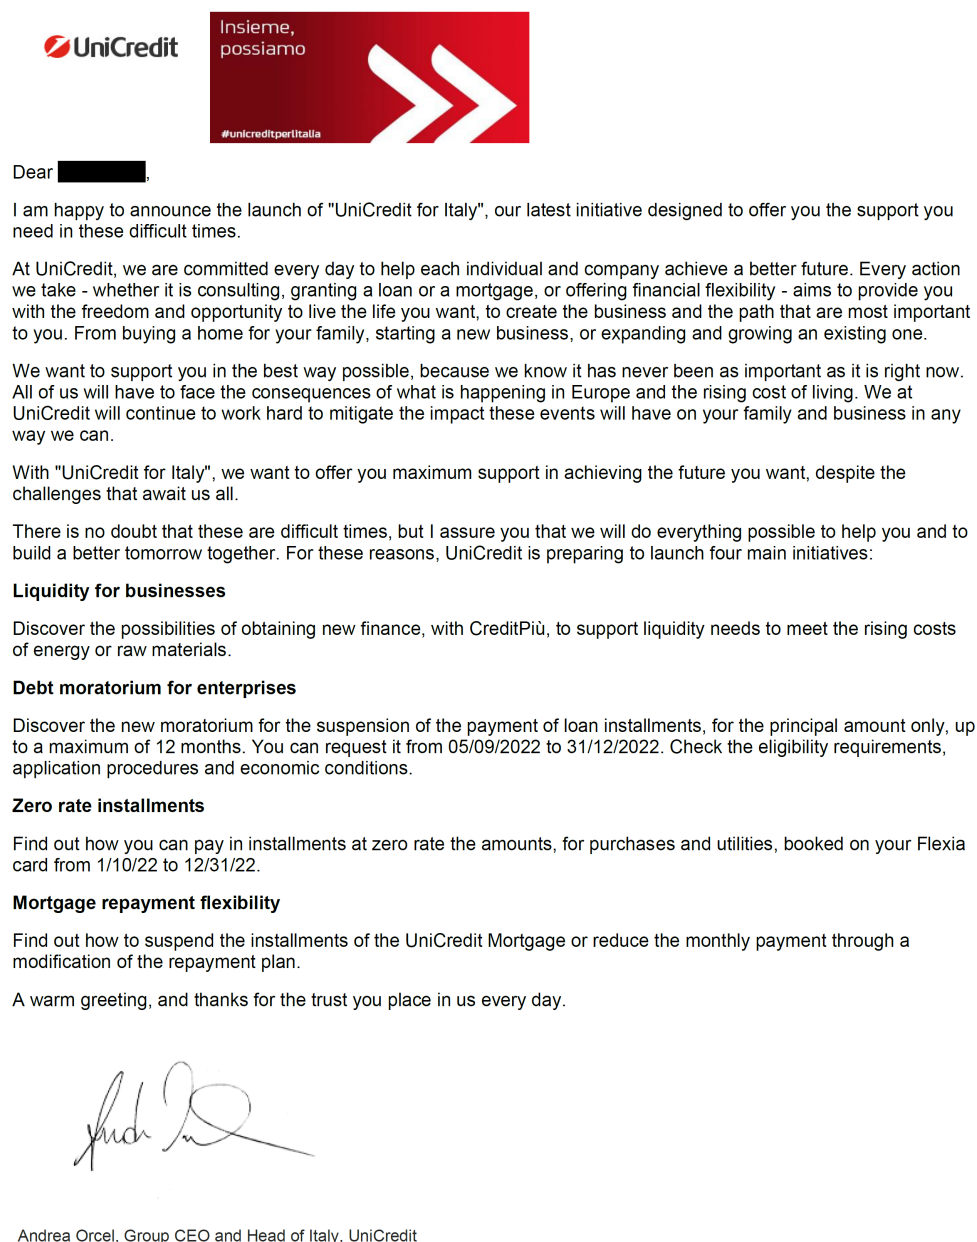 UniCredit
Insieme,
possiamo
#unicreditperlitalia
Dear ,
I am happy to announce the launch of "UniCredit for Italy", our latest initiative designed to offer you the support you
need in these difficult times.
At UniCredit, we are committed every day to help each individual and company achieve a better future. Every action
we take - whether it is consulting, granting a loan or a mortgage, or offering financial flexibility - aims to provide you
with the freedom and opportunity to live the life you want, to create the business and the path that are most important
to you. From buying a home for your family, starting a new business, or expanding and growing an existing one.
We want to support you in the best way possible, because we know it has never been as important as it is right now.
All of us will have to face the consequences of what is happening in Europe and the rising cost of living. We at
UniCredit will continue to work hard to mitigate the impact these events will have on your family and business in any
way we can.
With "UniCredit for Italy", we want to offer you maximum support in achieving the future you want, despite the
challenges that await us all.
There is no doubt that these are difficult times, but I assure you that we will do everything possible to help you and to
build a better tomorrow together. For these reasons, UniCredit is preparing to launch four main initiatives:
Liquidity for businesses
Discover the possibilities of obtaining new finance, with CreditPiù, to support liquidity needs to meet the rising costs
of energy or raw materials.
Debt moratorium for enterprises
Discover the new moratorium for the suspension of the payment of loan installments, for the principal amount only, up
to a maximum of 12 months. You can request it from 05/09/2022 to 31/12/2022. Check the eligibility requirements,
application procedures and economic conditions.
Zero rate installments
Find out how you can pay in installments at zero rate the amounts, for purchases and utilities, booked on your Flexia
card from 1/10/22 to 12/31/22.
Mortgage repayment flexibility
Find out how to suspend the installments of the UniCredit Mortgage or reduce the monthly payment through a
modification of the repayment plan.
A warm greeting, and thanks for the trust you place in us every day.
Andrea Orcel, Group CEO and Head of Italy, UniCredit